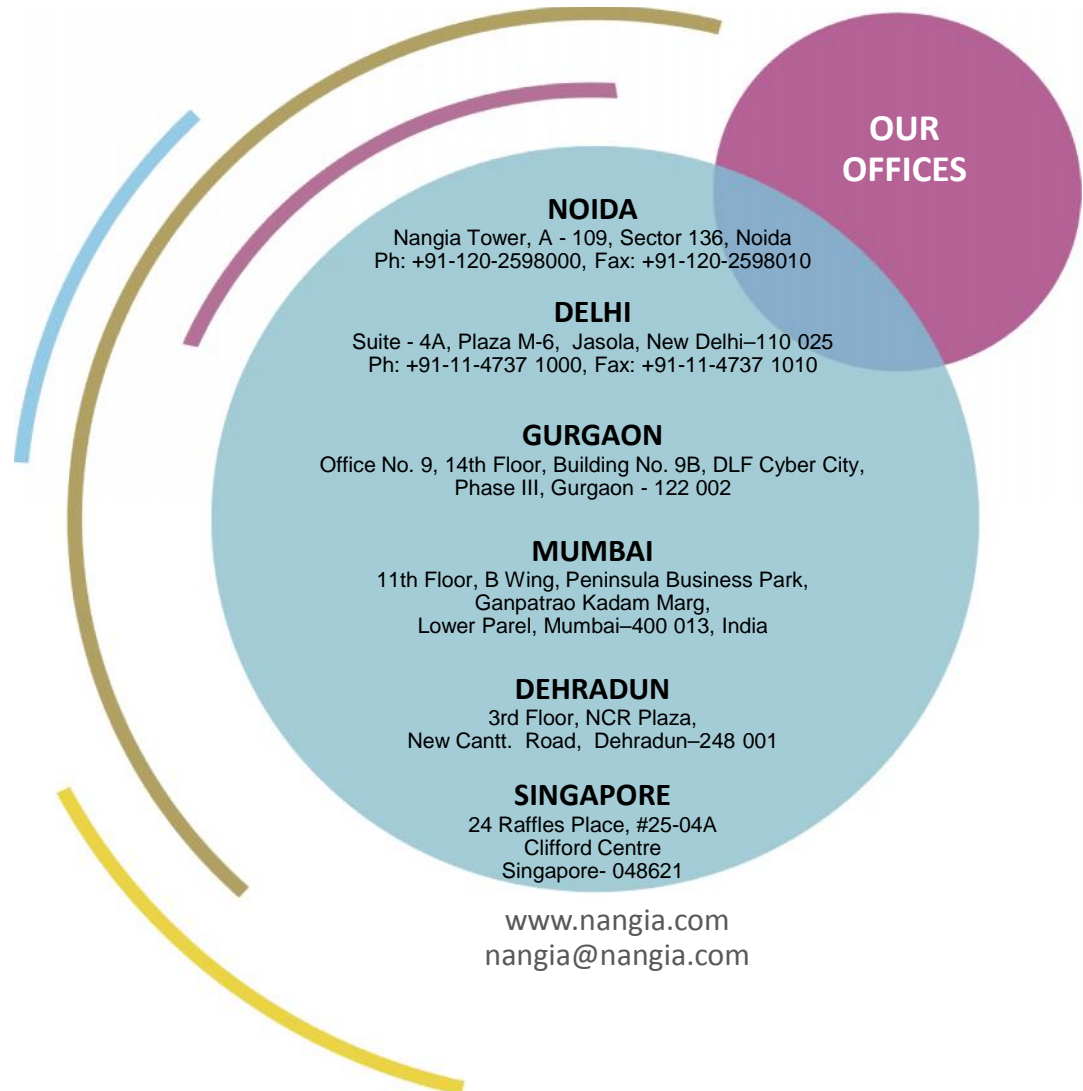 OUR
OFFICES
NOIDA
Nangia Tower, A - 109, Sector 136, Noida
Ph: +91-120-2598000, Fax: +91-120-2598010
DELHI
Suite - 4A, Plaza M-6,  Jasola, New Delhi–110 025
Ph: +91-11-4737 1000, Fax: +91-11-4737 1010
GURGAON
Office No. 9, 14th Floor, Building No. 9B, DLF Cyber City,
Phase III, Gurgaon - 122 002
MUMBAI
11th Floor, B Wing, Peninsula Business Park,
Ganpatrao Kadam Marg,
Lower Parel, Mumbai–400 013, India
DEHRADUN
3rd Floor, NCR Plaza,
New Cantt.  Road,  Dehradun–248 001
SINGAPORE
24 Raffles Place, #25-04A
Clifford Centre
Singapore- 048621
www.nangia.com
nangia@nangia.com